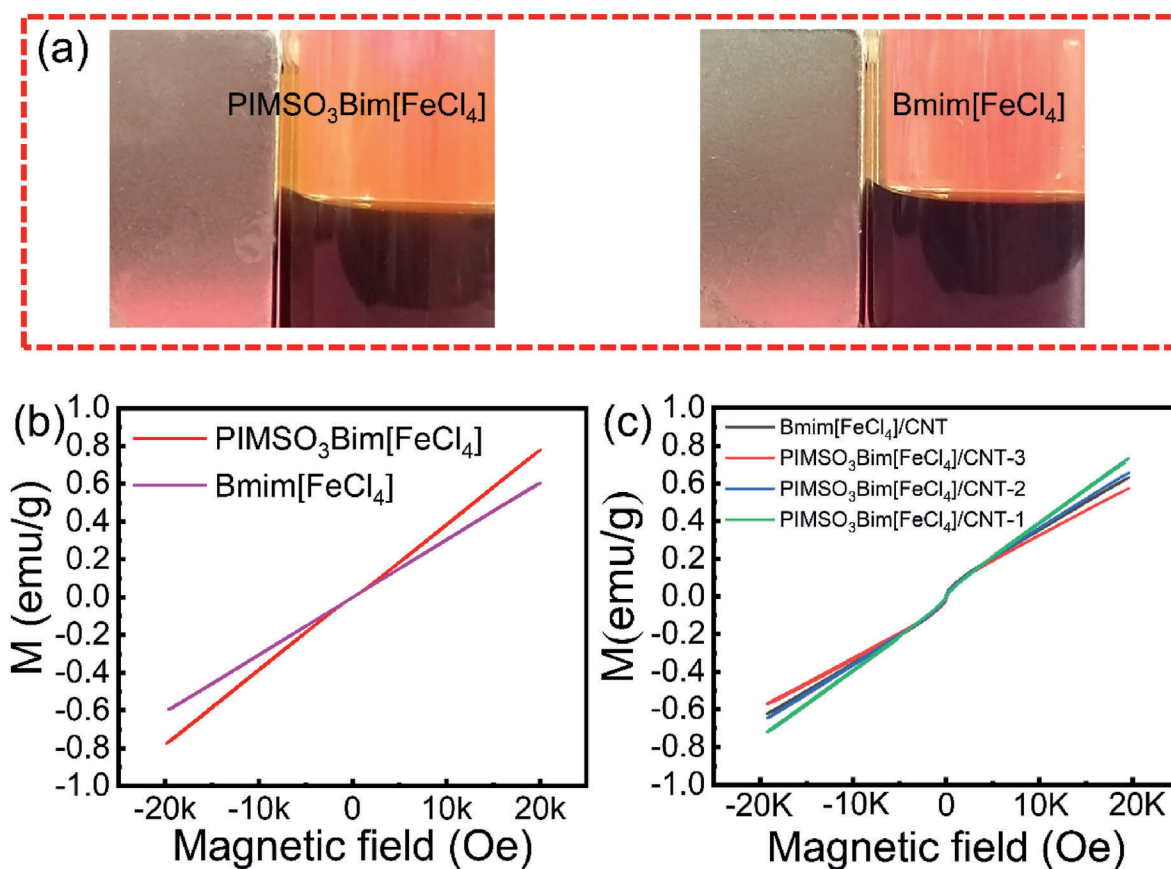 (a)
PIMSO₃Bim[FeCl₄]
Bmim[FeCl₄]
(b)
1.0
0.8
0.6
0.4
0.2
0.0
-0.2
-0.4
-0.6
-0.8
-1.0
M (emu/g)
PIMSO₃Bim[FeCl₄]
Bmim[FeCl₄]
-20k -10k 0 10k 20k
Magnetic field (Oe)
(c)
1.0
0.8
0.6
0.4
0.2
0.0
-0.2
-0.4
-0.6
-0.8
-1.0
M(emu/g)
Bmim[FeCl₄]/CNT
PIMSO₃Bim[FeCl₄]/CNT-3
PIMSO₃Bim[FeCl₄]/CNT-2
PIMSO₃Bim[FeCl₄]/CNT-1
-20K -10K 0 10K 20K
Magnetic field (Oe)